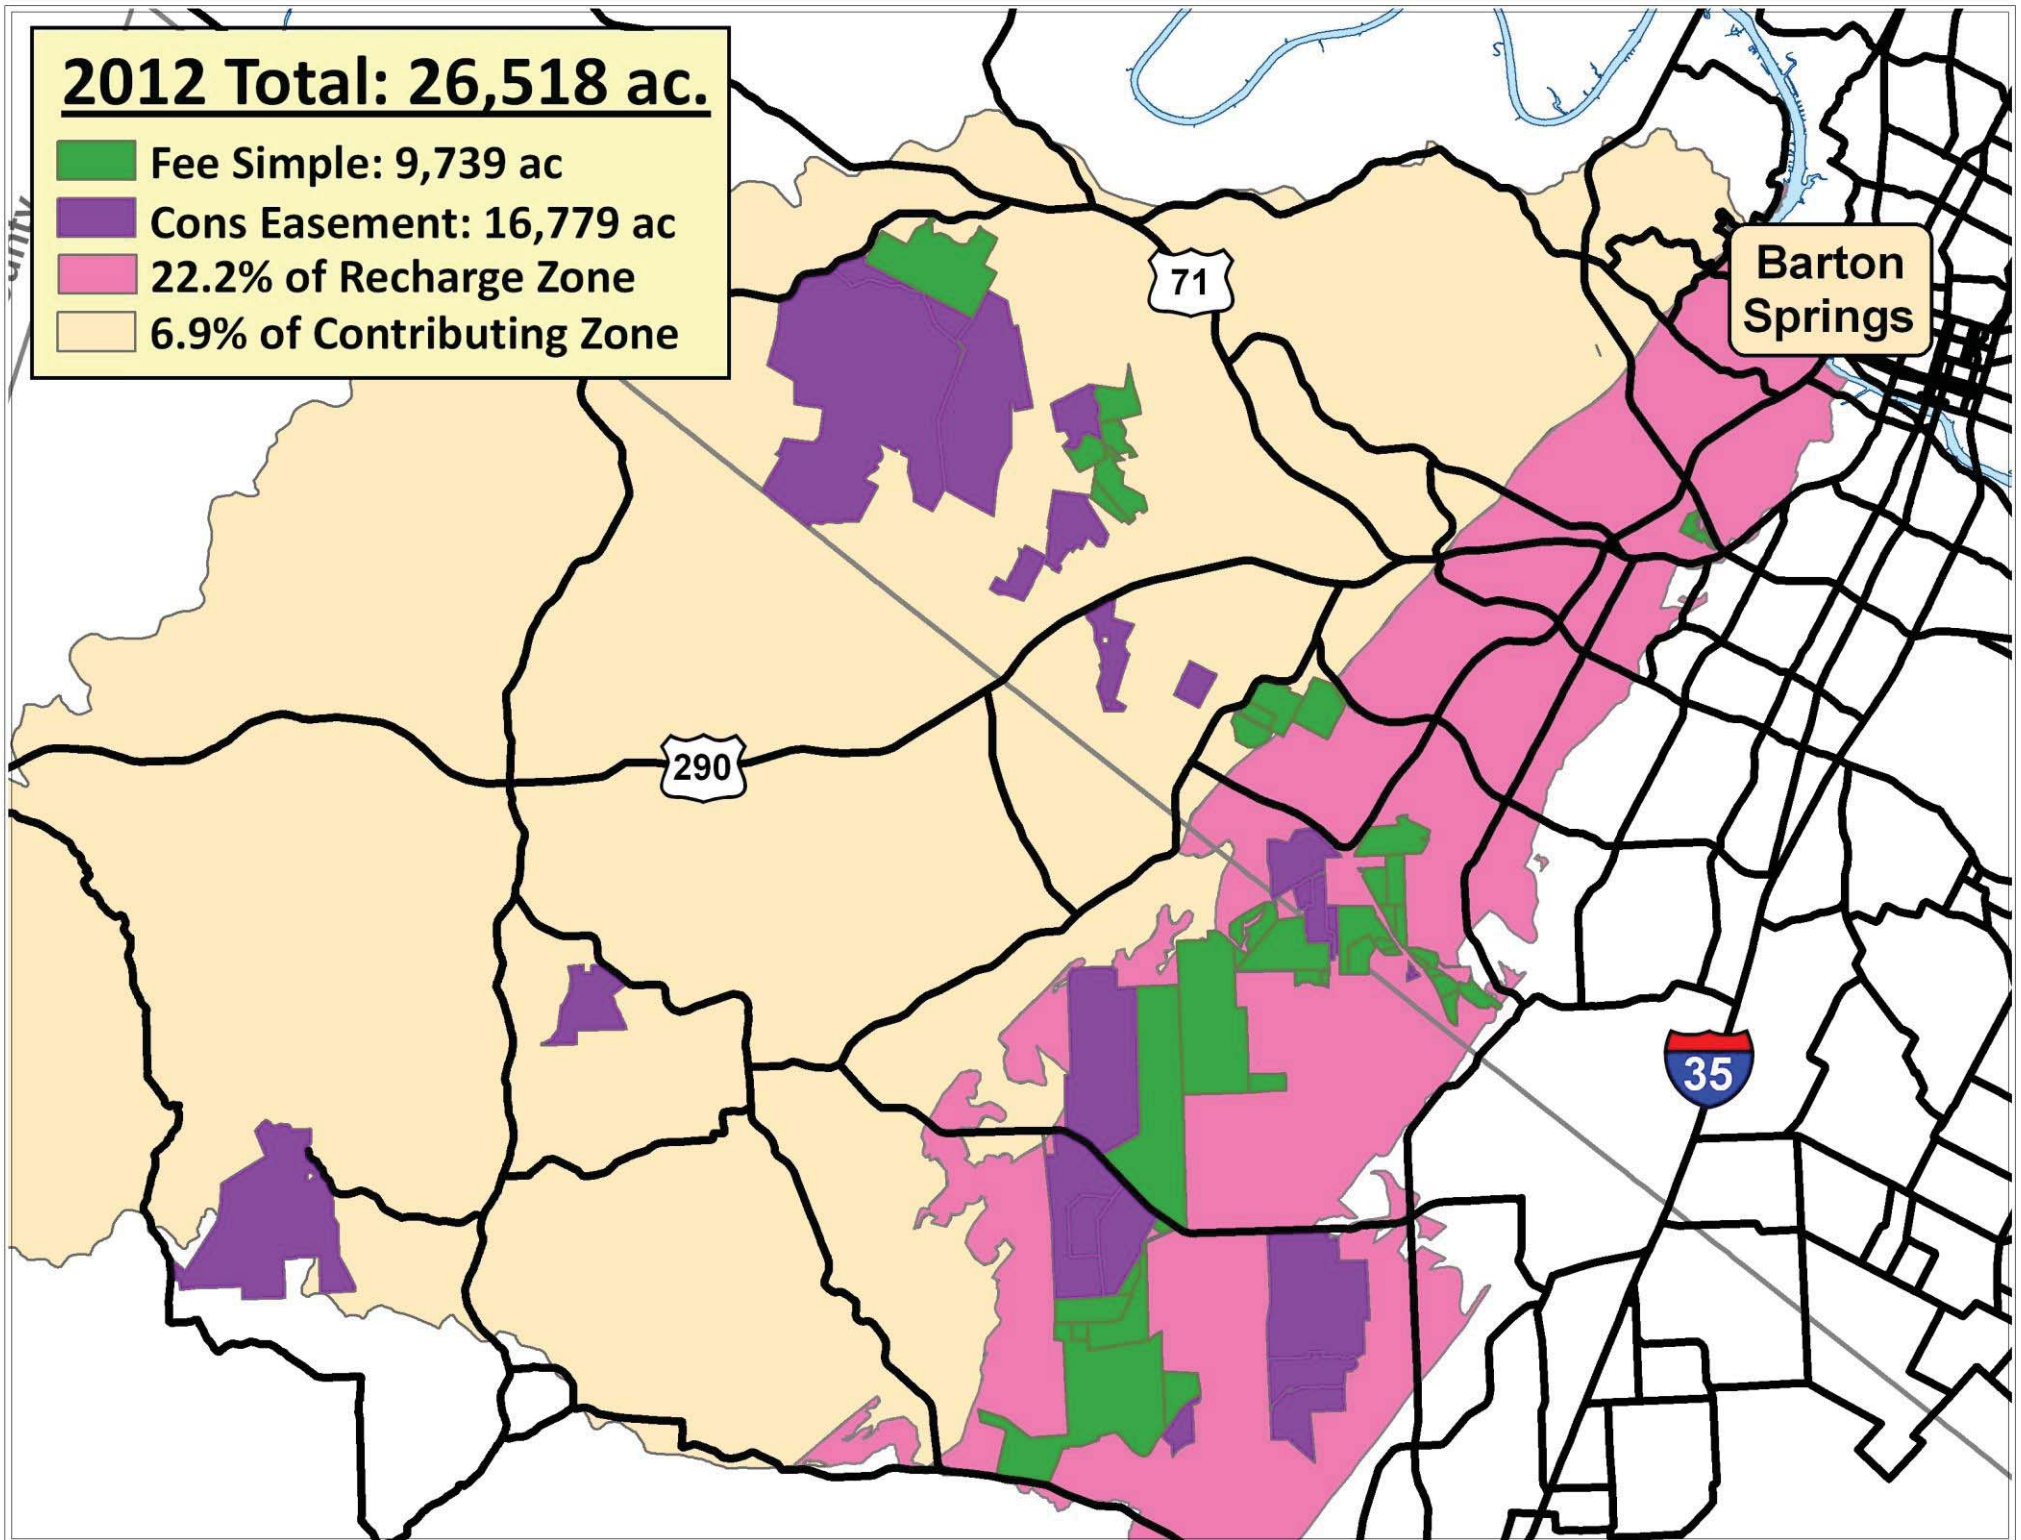 2012 Total: 26,518 ac.
Fee Simple: 9,739 ac
Cons Easement: 16,779 ac
22.2% of Recharge Zone
6.9% of Contributing Zone
71
Barton
Springs
290
35